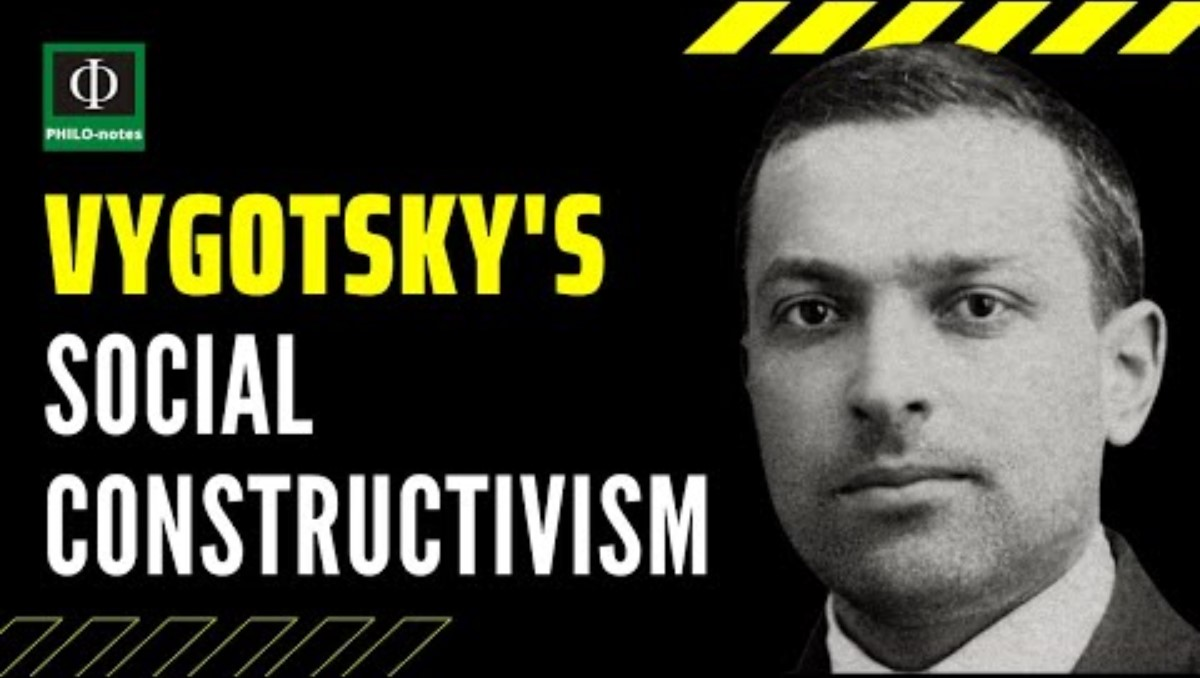 Φ
PHILO-notes
VYGOTSKY'S
SOCIAL
CONSTRUCTIVISM